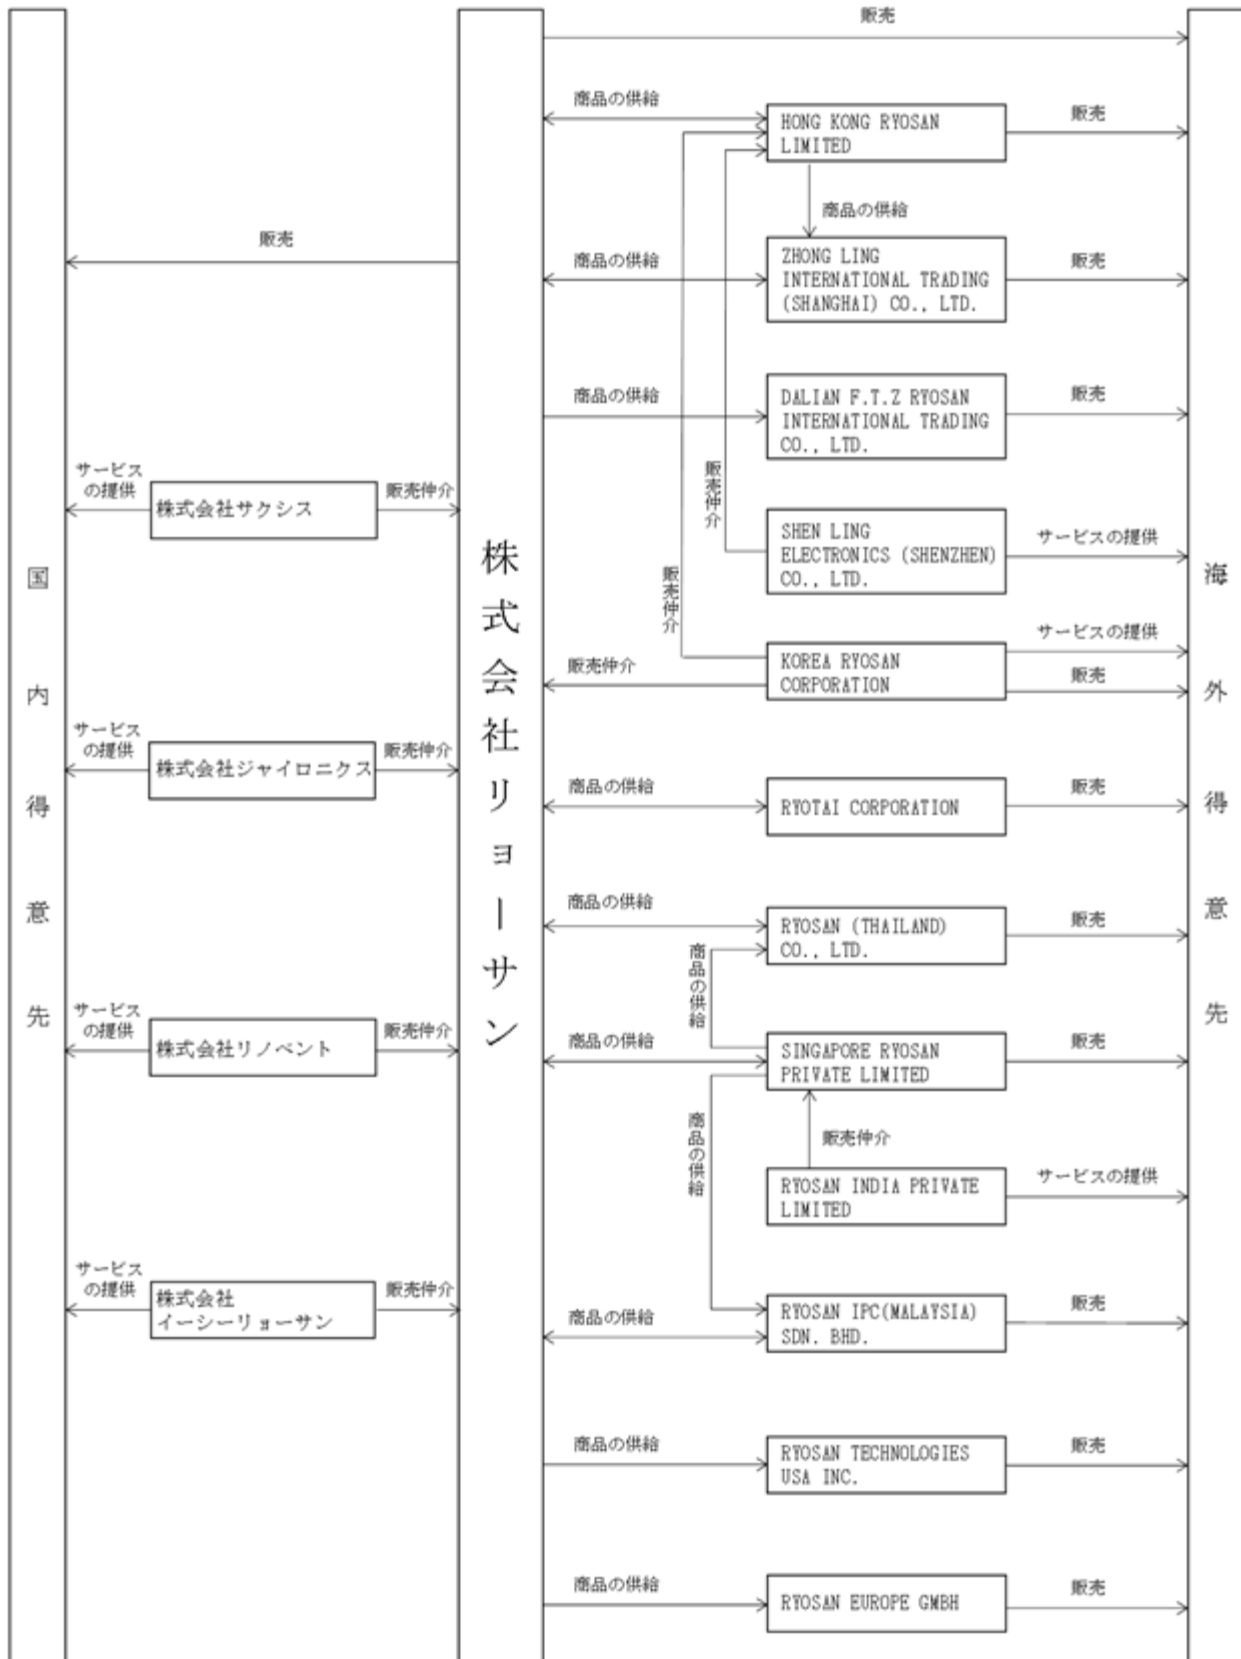 販売
商品の供給
HONG KONG RYOSAN
LIMITED
販売
商品の供給
販売
商品の供給
ZHONG LING
INTERNATIONAL TRADING
(SHANGHAI) CO., LTD.
販売
商品の供給
DALIAN F.T.Z RYOSAN
INTERNATIONAL TRADING
CO., LTD.
販売
サービス
の提供
株式会社サクシス
販売仲介
販売仲介
SHEN LING
ELECTRONICS (SHENZHEN)
CO., LTD.
サービスの提供
国内得意先
株式会社リョーサン
海外得意先
販売仲介
販売仲介
KOREA RYOSAN
CORPORATION
サービスの提供
販売
サービス
の提供
株式会社ジャイロニクス
販売仲介
商品の供給
RYOTAI CORPORATION
販売
商品の供給
RYOSAN (THAILAND)
CO., LTD.
販売
商品の供給
サービス
の提供
株式会社リノベント
販売仲介
商品の供給
SINGAPORE RYOSAN
PRIVATE LIMITED
販売
商品の供給
販売仲介
RYOSAN INDIA PRIVATE
LIMITED
サービスの提供
サービス
の提供
株式会社
イーシーリョーサン
販売仲介
商品の供給
RYOSAN IPC(MALAYSIA)
SDN. BHD.
販売
商品の供給
RYOSAN TECHNOLOGIES
USA INC.
販売
商品の供給
RYOSAN EUROPE GMBH
販売